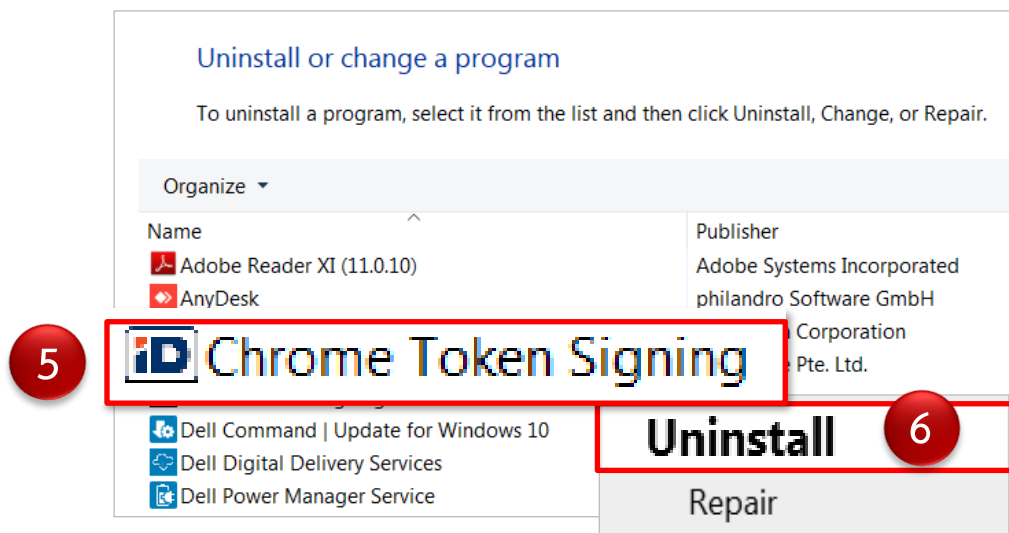 Uninstall or change a program
To uninstall a program, select it from the list and then click Uninstall, Change, or Repair.
Organize
Name Publisher
Adobe Reader XI (11.0.10) Adobe Systems Incorporated
AnyDesk philandro Software GmbH
Corporation
5 iD Chrome Token Signing
Pte. Ltd.
Dell Command | Update for Windows 10
Uninstall 6
Dell Digital Delivery Services
Dell Power Manager Service
Repair